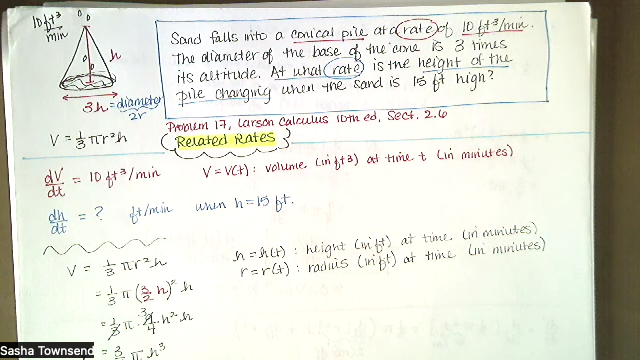 10 ft³/min
h
3h = diameter
2r
V = 1/3 πr²h
Sand falls into a conical pile at a rate of 10 ft³/min.
The diameter of the base of the cone is 3 times
its altitude. At what rate is the height of the
pile changing when the sand is 15 ft high?
Problem 17, Larson Calculus 10th ed, Sect. 2.6
Related Rates
dV/dt = 10 ft³/min V = V(t): volume (in ft³) at time t (in minutes)
dh/dt = ? ft/min when h = 15 ft.
h = h(t): height (in ft) at time (in minutes)
r = r(t): radius (in ft) at time (in minutes)
V = 1/3 πr²h
= 1/3 π (3/2 h)² h
= 1/3 π · 9/4 h² · h
= 3/ π h³
Sasha Townsend